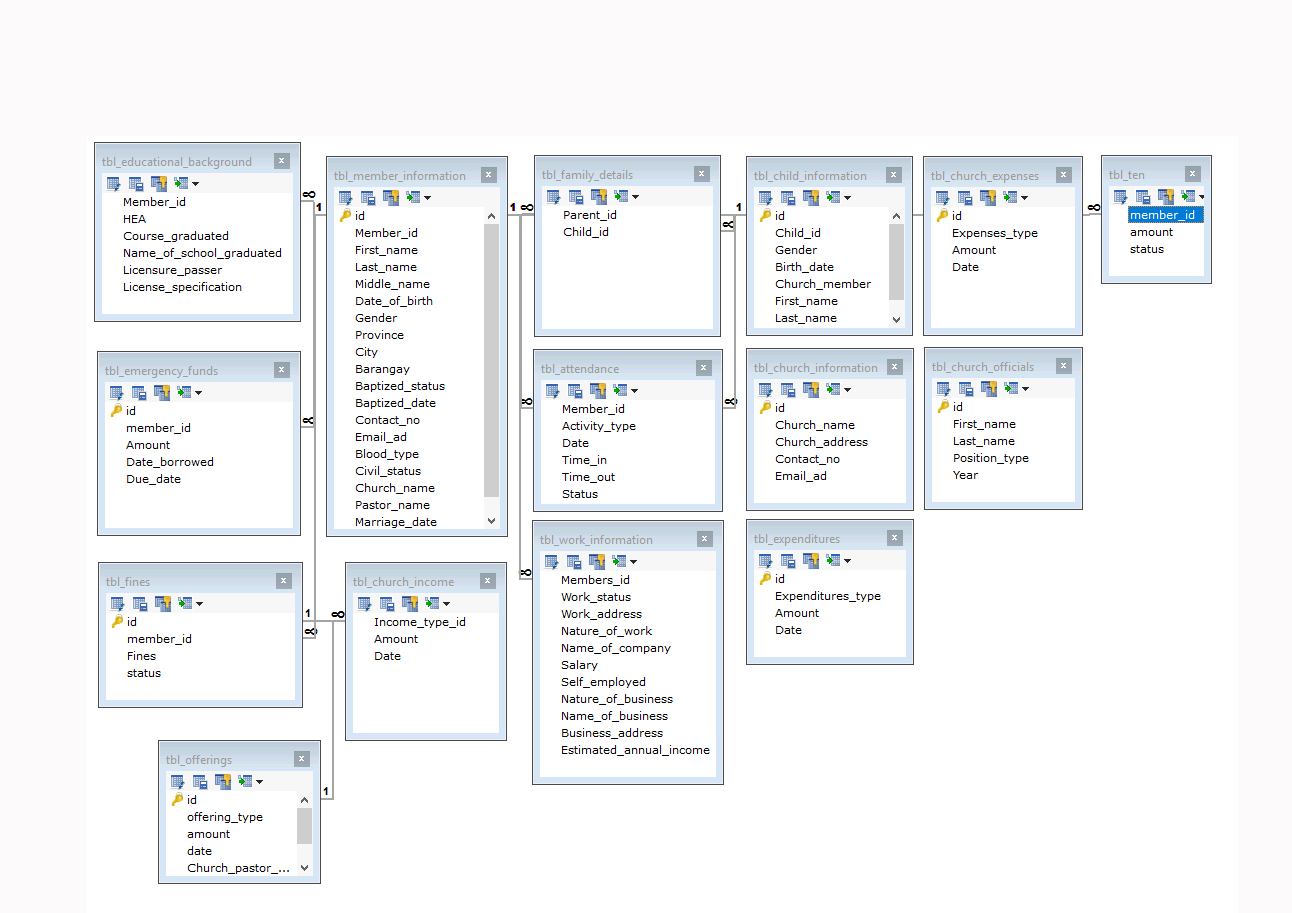 tbl_educational_background
Member_id
HEA
Course_graduated
Name_of_school_graduated
Licensure_passer
License_specification
tbl_member_information
id
Member_id
First_name
Last_name
Middle_name
Date_of_birth
Gender
Province
City
Barangay
Baptized_status
Baptized_date
Contact_no
Email_ad
Blood_type
Civil_status
Church_name
Pastor_name
Marriage_date
tbl_family_details
Parent_id
Child_id
tbl_child_information
id
Child_id
Gender
Birth_date
Church_member
First_name
Last_name
tbl_church_expenses
id
Expenses_type
Amount
Date
tbl_ten
member_id
amount
status
tbl_emergency_funds
id
member_id
Amount
Date_borrowed
Due_date
tbl_attendance
Member_id
Activity_type
Date
Time_in
Time_out
Status
tbl_church_information
id
Church_name
Church_address
Contact_no
Email_ad
tbl_church_officials
id
First_name
Last_name
Position_type
Year
tbl_fines
id
member_id
Fines
status
tbl_church_income
Income_type_id
Amount
Date
tbl_work_information
Members_id
Work_status
Work_address
Nature_of_work
Name_of_company
Salary
Self_employed
Nature_of_business
Name_of_business
Business_address
Estimated_annual_income
tbl_expenditures
id
Expenditures_type
Amount
Date
tbl_offerings
id
offering_type
amount
date
Church_pastor_...
1
1
1
1
1